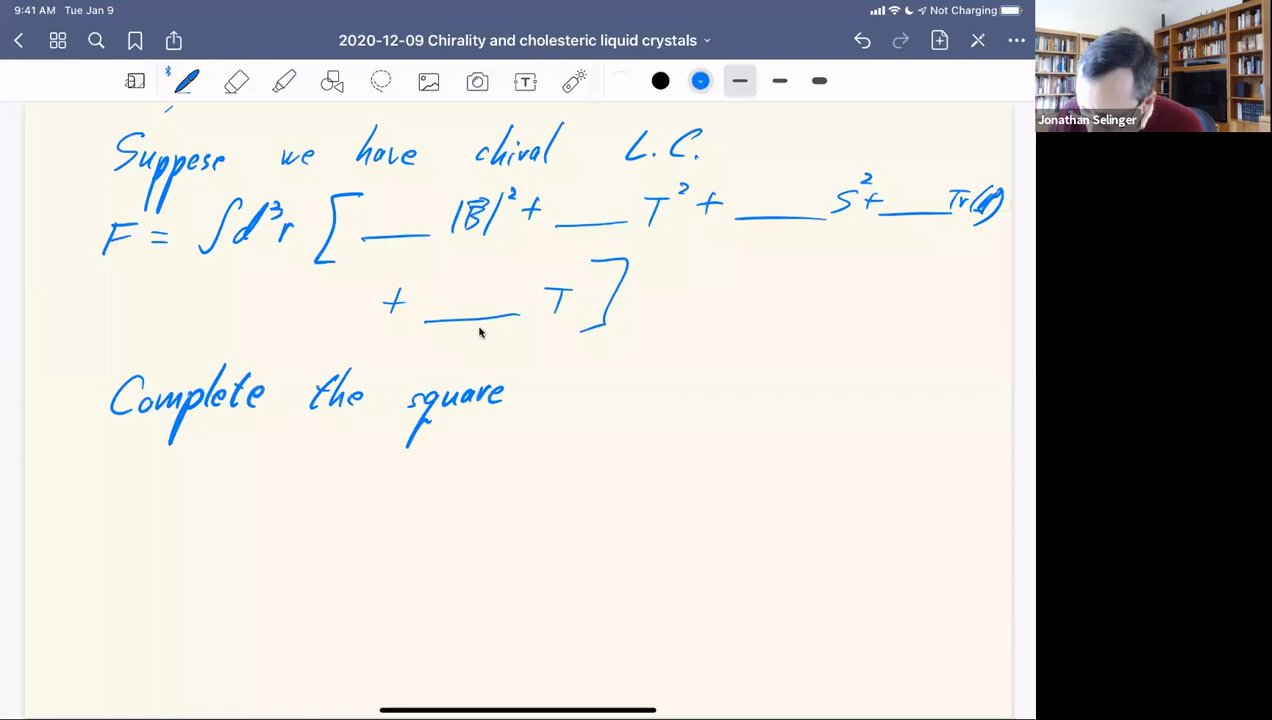 9:41 AM Tue Jan 9
Not Charging
2020-12-09 Chirality and cholesteric liquid crystals
Jonathan Selinger
Suppose we have chiral L.C.
F = ∫d³r [ ___ |B⃗|² + ___ T² + ___ S² + ___ Tr(Δ)
+ ___ T ]
Complete the square